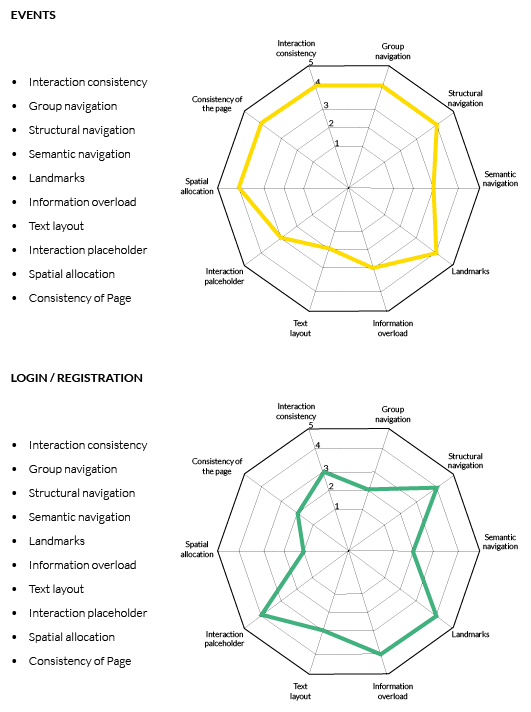 EVENTS
• Interaction consistency
• Group navigation
• Structural navigation
• Semantic navigation
• Landmarks
• Information overload
• Text layout
• Interaction placeholder
• Spatial allocation
• Consistency of Page
Interaction
consistency
Group
navigation
Structural
navigation
Semantic
navigation
Landmarks
Information
overload
Text
layout
Interaction
palceholder
Spatial
allocation
Consistency of
the page
5
4
3
2
1
LOGIN / REGISTRATION
• Interaction consistency
• Group navigation
• Structural navigation
• Semantic navigation
• Landmarks
• Information overload
• Text layout
• Interaction placeholder
• Spatial allocation
• Consistency of Page
Interaction
consistency
Group
navigation
Structural
navigation
Semantic
navigation
Landmarks
Information
overload
Text
layout
Interaction
palceholder
Spatial
allocation
Consistency of
the page
5
4
3
2
1